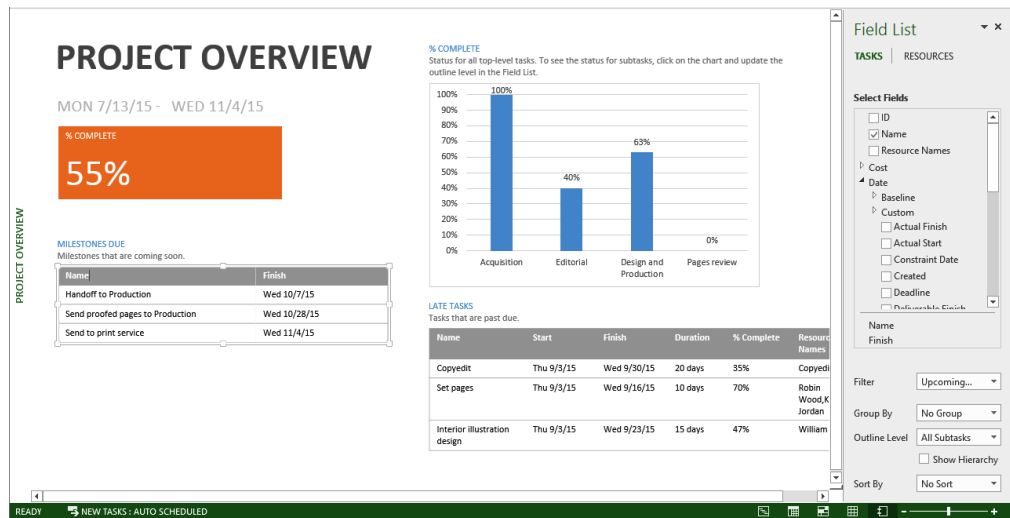 PROJECT OVERVIEW
PROJECT OVERVIEW
MON 7/13/15 - WED 11/4/15
% COMPLETE
55%
MILESTONES DUE
Milestones that are coming soon.
Name Finish
Handoff to Production Wed 10/7/15
Send proofed pages to Production Wed 10/28/15
Send to print service Wed 11/4/15
% COMPLETE
Status for all top-level tasks. To see the status for subtasks, click on the chart and update the
outline level in the Field List.
100%
90%
80%
70%
60%
50%
40%
30%
20%
10%
0%
100%
40%
63%
0%
Acquisition
Editorial
Design and
Production
Pages review
LATE TASKS
Tasks that are past due.
Name Start Finish Duration % Complete Resourc
Names
Copyedit Thu 9/3/15 Wed 9/30/15 20 days 35% Copyedi
Set pages Thu 9/3/15 Wed 9/16/15 10 days 70% Robin
Wood,K
Jordan
Interior illustration Thu 9/3/15 Wed 9/23/15 15 days 47% William
design
Field List
TASKS RESOURCES
Select Fields
ID
Name
Resource Names
Cost
Date
Baseline
Custom
Actual Finish
Actual Start
Constraint Date
Created
Deadline
Deliverable Finish
Name
Finish
Filter Upcoming...
Group By No Group
Outline Level All Subtasks
Show Hierarchy
Sort By No Sort
READY NEW TASKS : AUTO SCHEDULED